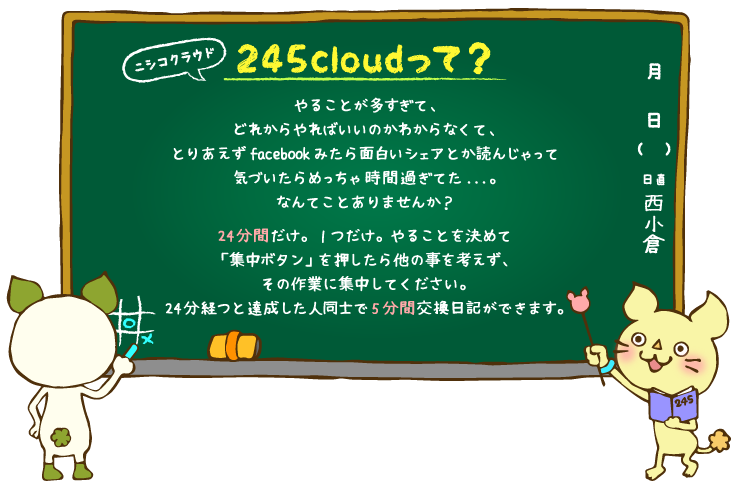 ニシコクラウド
245cloudって？
やることが多すぎて、
どれからやればいいのかわからなくて、
とりあえずfacebookみたら面白いシェアとか読んじゃって
気づいたらめっちゃ時間過ぎてた...。
なんてことありませんか？
24分間だけ。1つだけ。やることを決めて
「集中ボタン」を押したら他の事を考えず、
その作業に集中してください。
24分経つと達成した人同士で5分間交換日記ができます。
月
日
( )
日直
西小倉
245